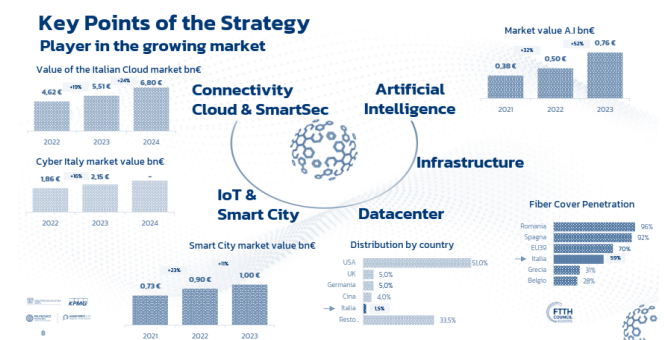 Key Points of the Strategy
Player in the growing market
Value of the Italian Cloud market bn€
4,62 €
+19%
5,51 €
+24%
6,80 €
2022
2023
2024
Cyber Italy market value bn€
1,86 €
+16%
2,15 €
-
2022
2023
2024
Connectivity
Cloud & SmartSec
Artificial
Intelligence
Infrastructure
IoT &
Smart City
Datacenter
Market value A.I bn€
0,38 €
+32%
0,50 €
+52%
0,76 €
2021
2022
2023
Smart City market value bn€
0,73 €
+23%
0,90 €
+11%
1,00 €
2021
2022
2023
Distribution by country
USA
51,0%
UK
5,0%
Germania
5,0%
Cina
4,0%
Italia
1,5%
Resto..
33,5%
Fiber Cover Penetration
Romania
96%
Spagna
92%
EU39
70%
Italia
59%
Grecia
31%
Belgio
28%
KPMG
FTTH
COUNCIL
8